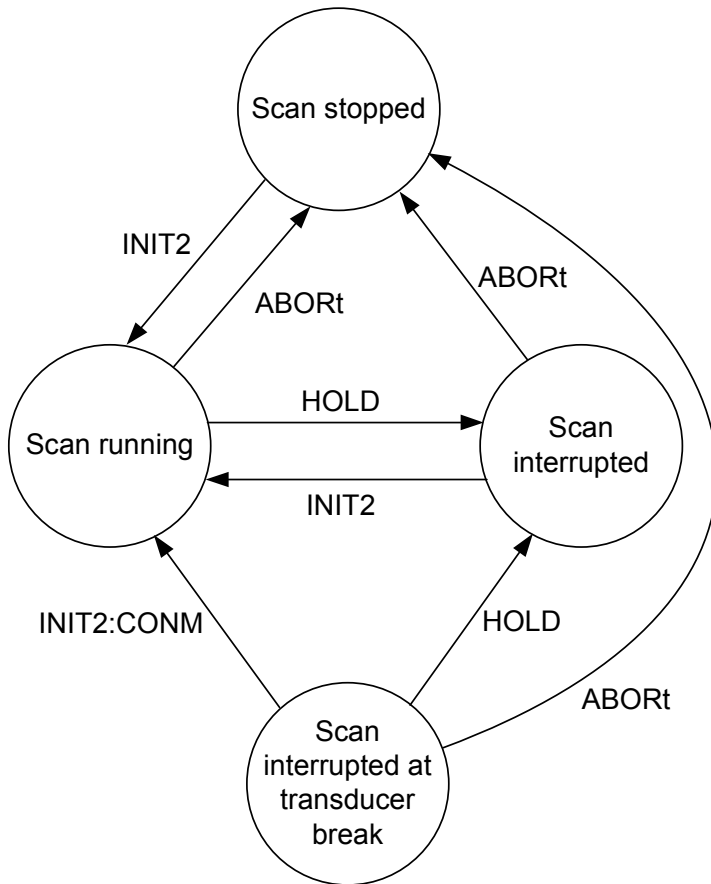 Scan stopped
INIT2
ABORt
ABORt
HOLD
Scan running
Scan
interrupted
INIT2
INIT2:CONM
HOLD
ABORt
Scan
interrupted at
transducer
break